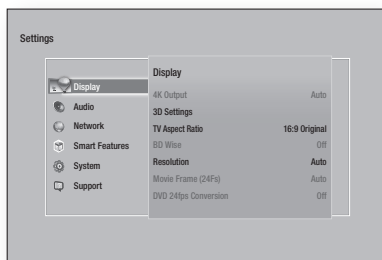 Settings
Display
Audio
Network
Smart Features
System
Support
Display
4K Output Auto
3D Settings
TV Aspect Ratio 16:9 Original
BD Wise Off
Resolution Auto
Movie Frame (24Fs) Auto
DVD 24fps Conversion Off